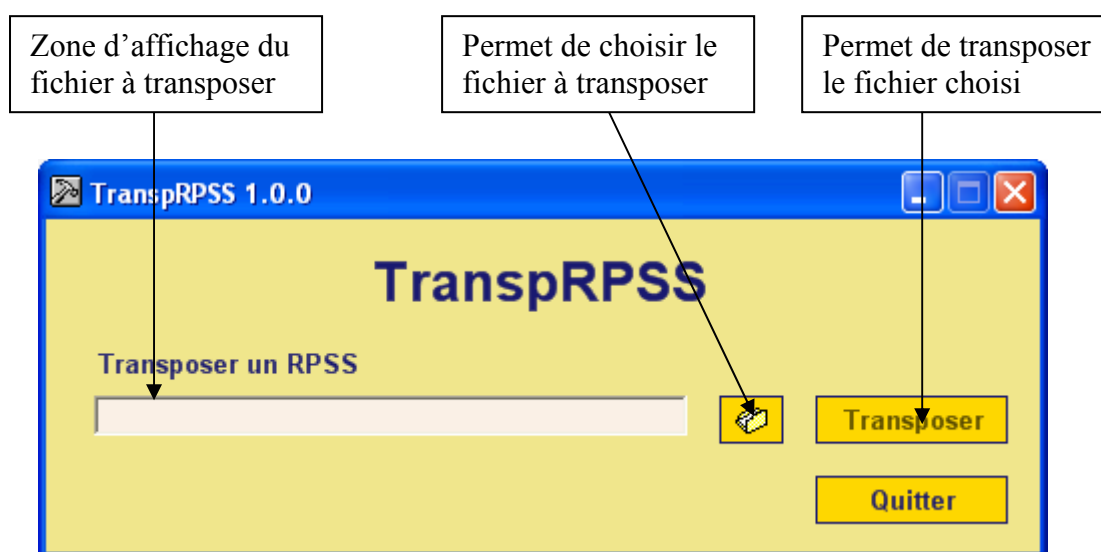 Zone d’affichage du
fichier à transposer
Permet de choisir le
fichier à transposer
Permet de transposer
le fichier choisi
TranspRPSS 1.0.0
TranspRPSS
Transposer un RPSS
Transposer
Quitter